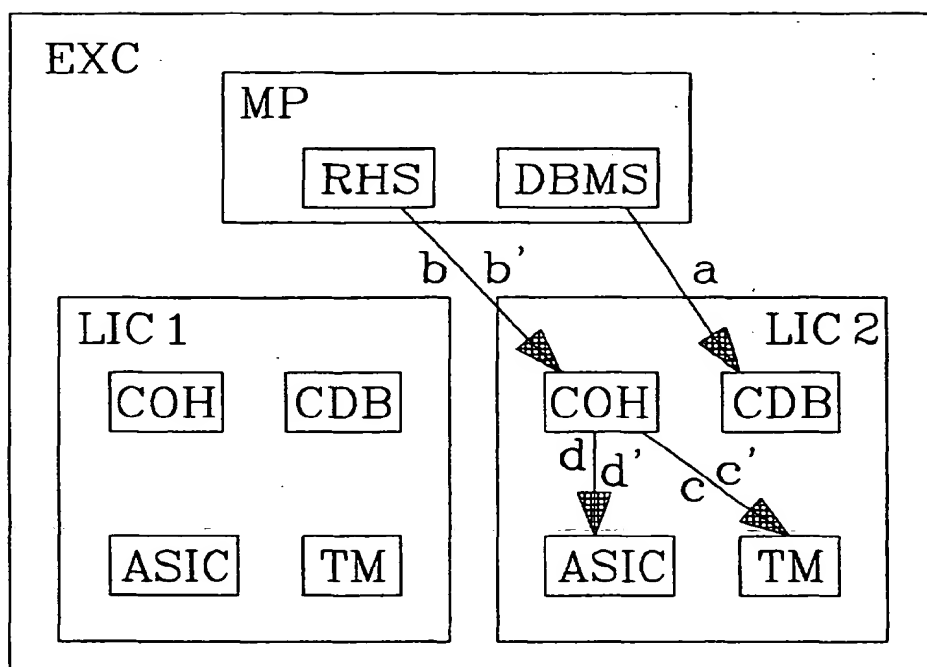 EXC
MP
RHS DBMS
b b' a
LIC 1 LIC 2
COH CDB COH CDB
d d' c c'
ASIC TM ASIC TM